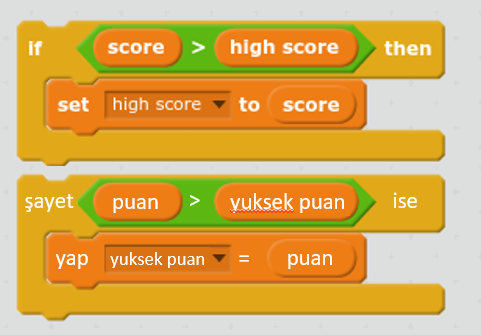 if score > high score then
set high score to score
şayet puan > yuksek puan ise
yap yuksek puan = puan